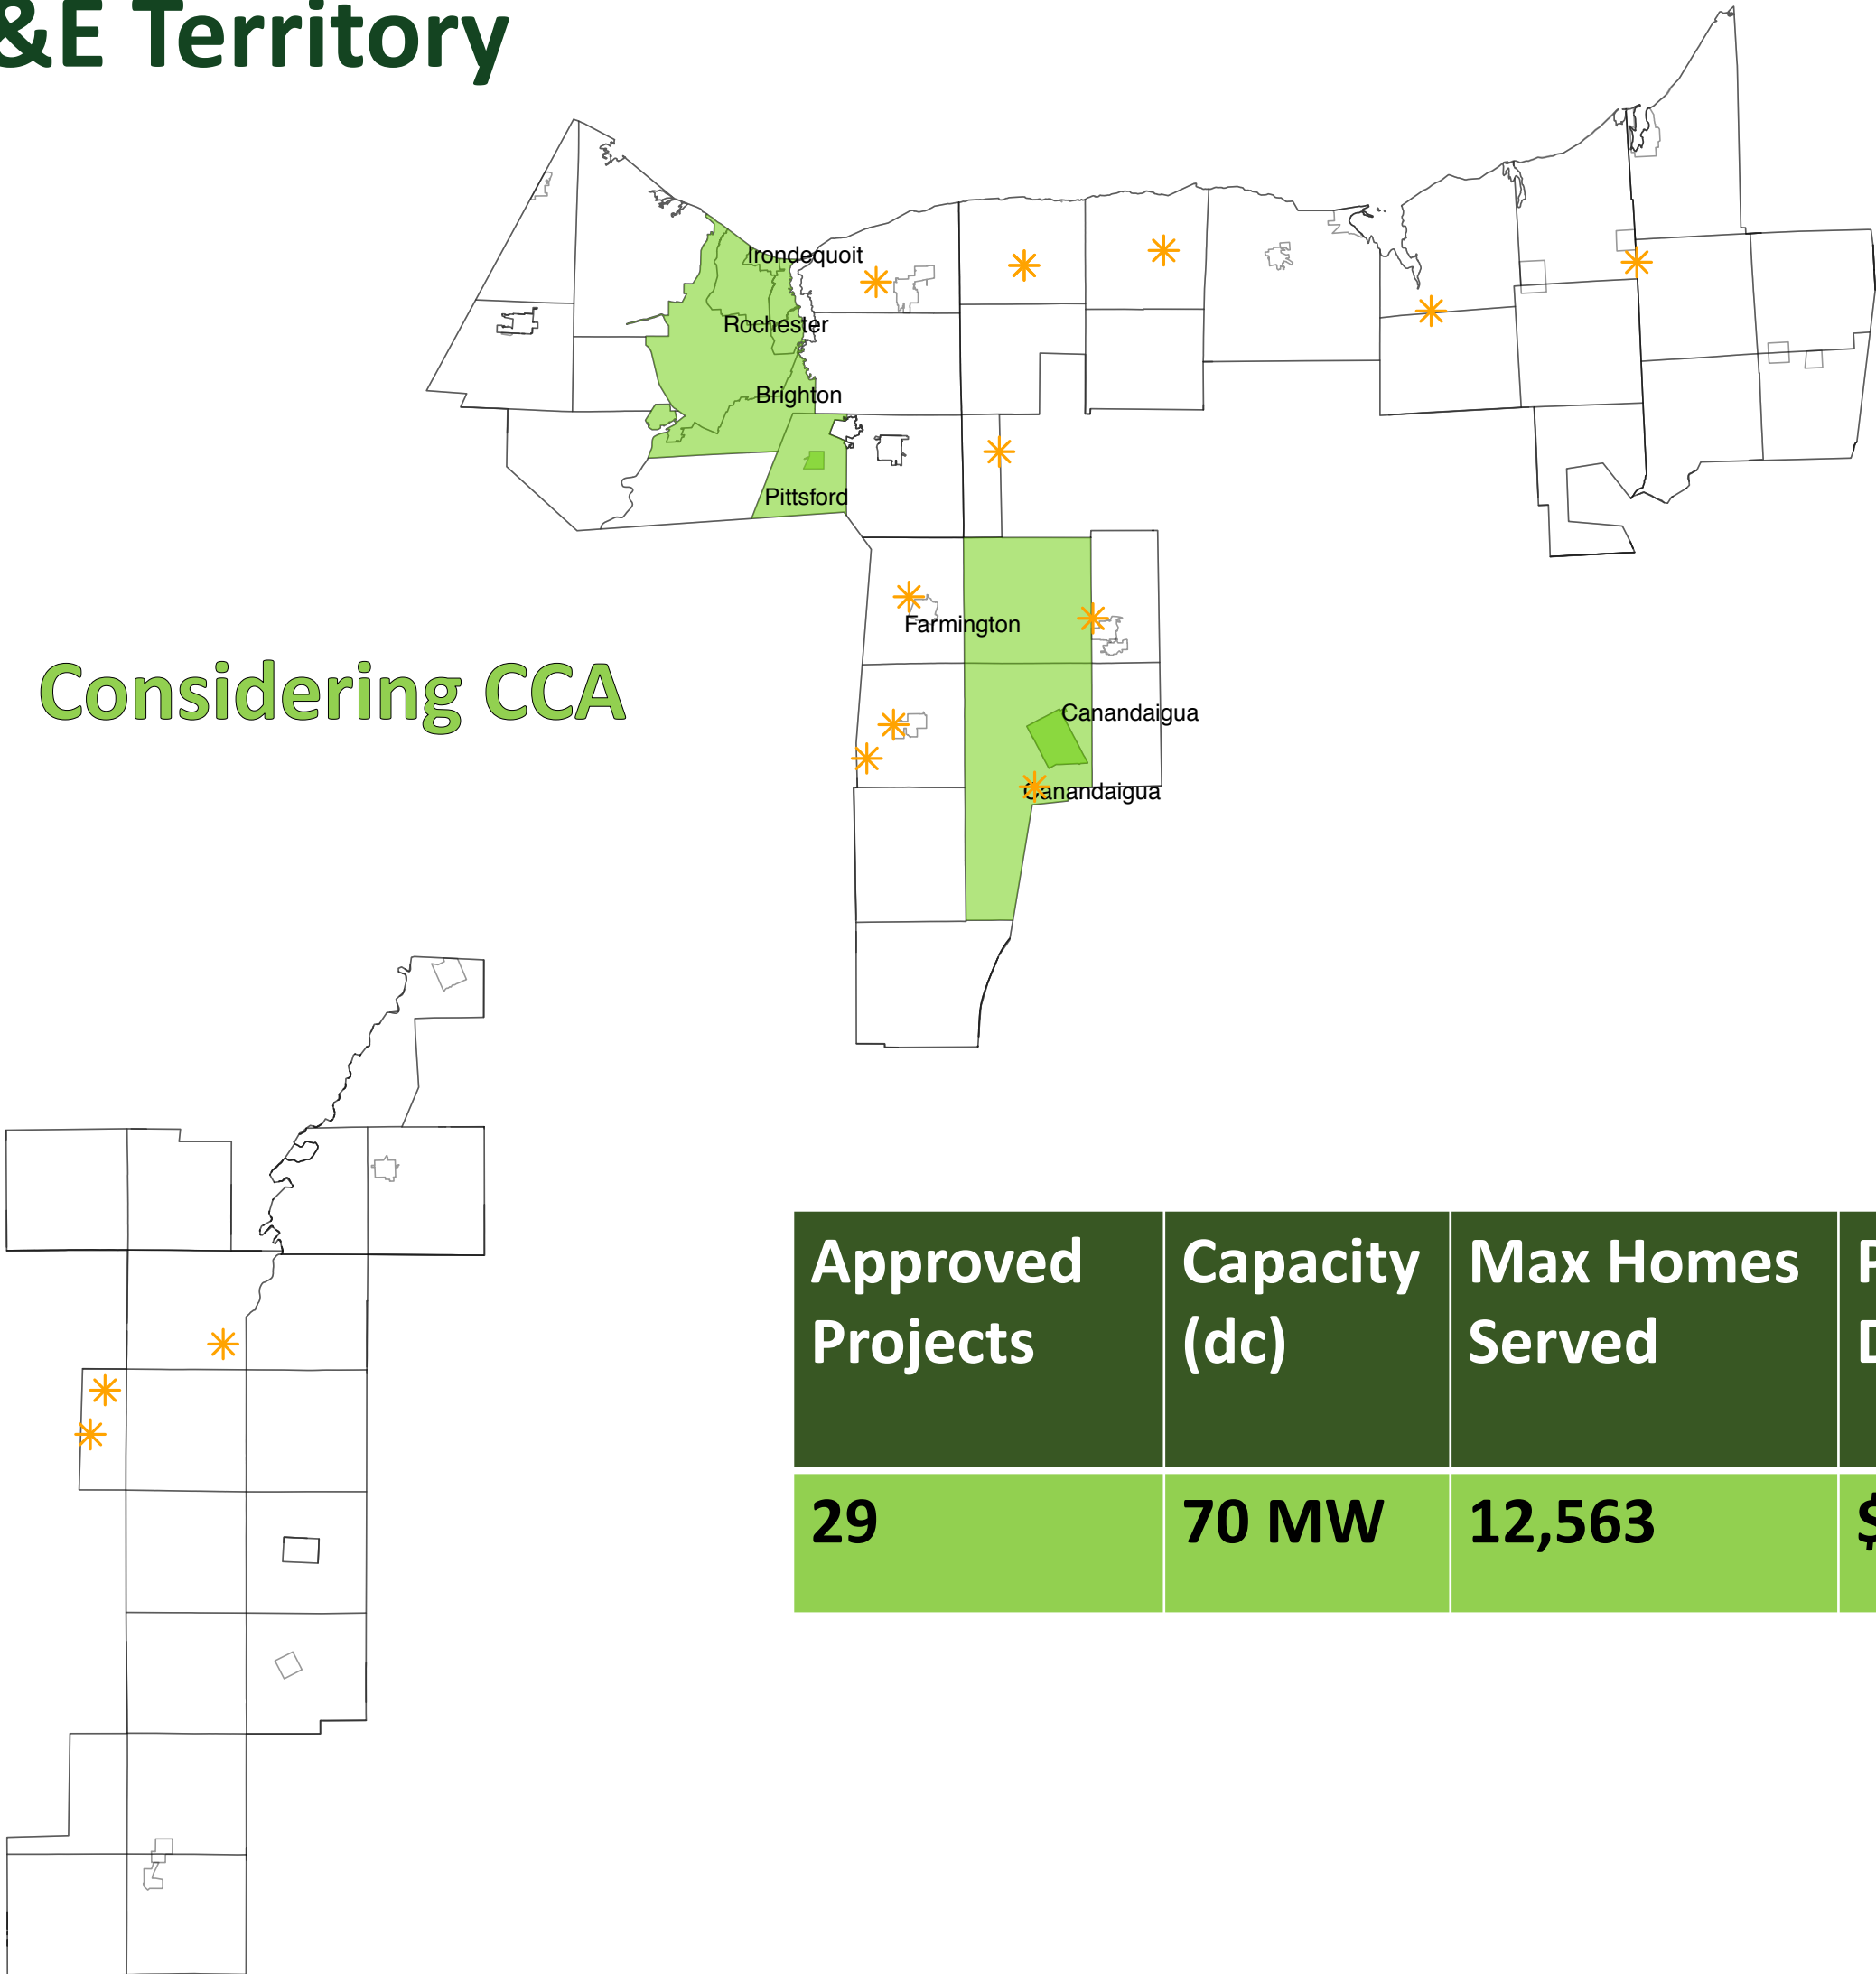 &E Territory
Irondequoit
Rochester
Brighton
Pittsford
Farmington
Considering CCA
Canandaigua
Canandaigua
Approved Projects
Capacity (dc)
Max Homes Served
29
70 MW
12,563
$